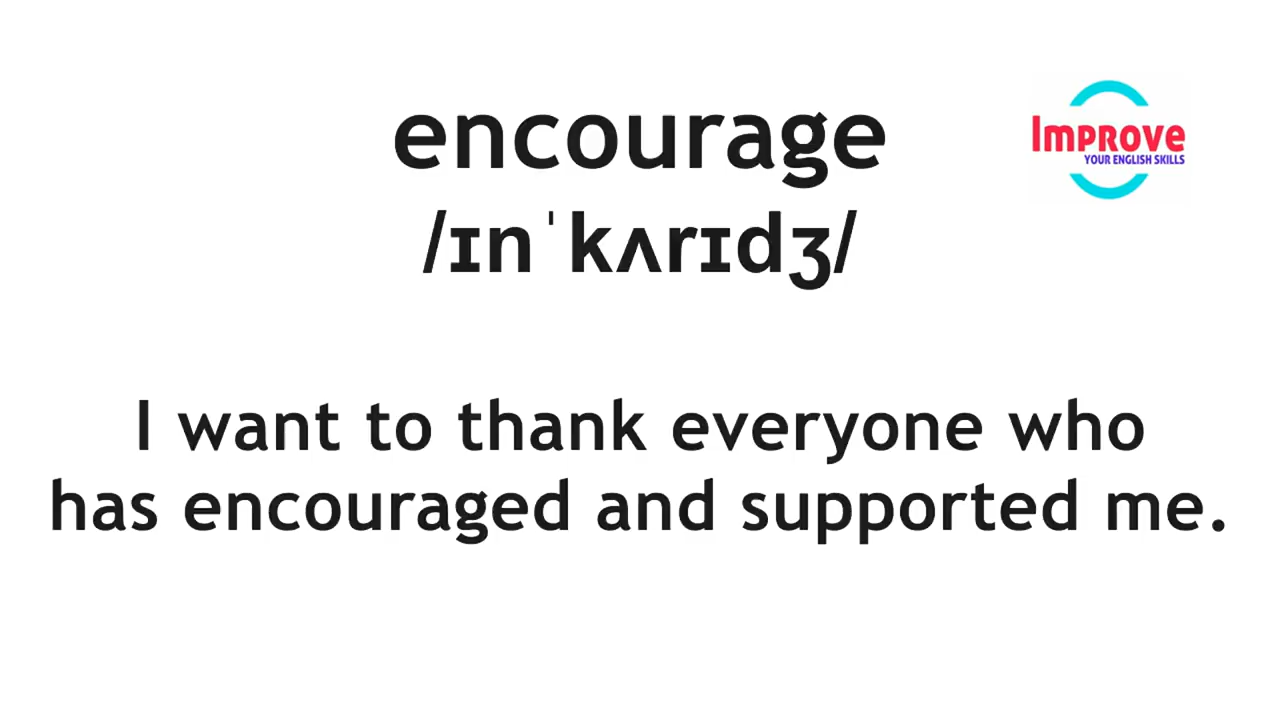 encourage
Improve
YOUR ENGLISH SKILLS
/ɪnˈkʌrɪdʒ/
I want to thank everyone who
has encouraged and supported me.